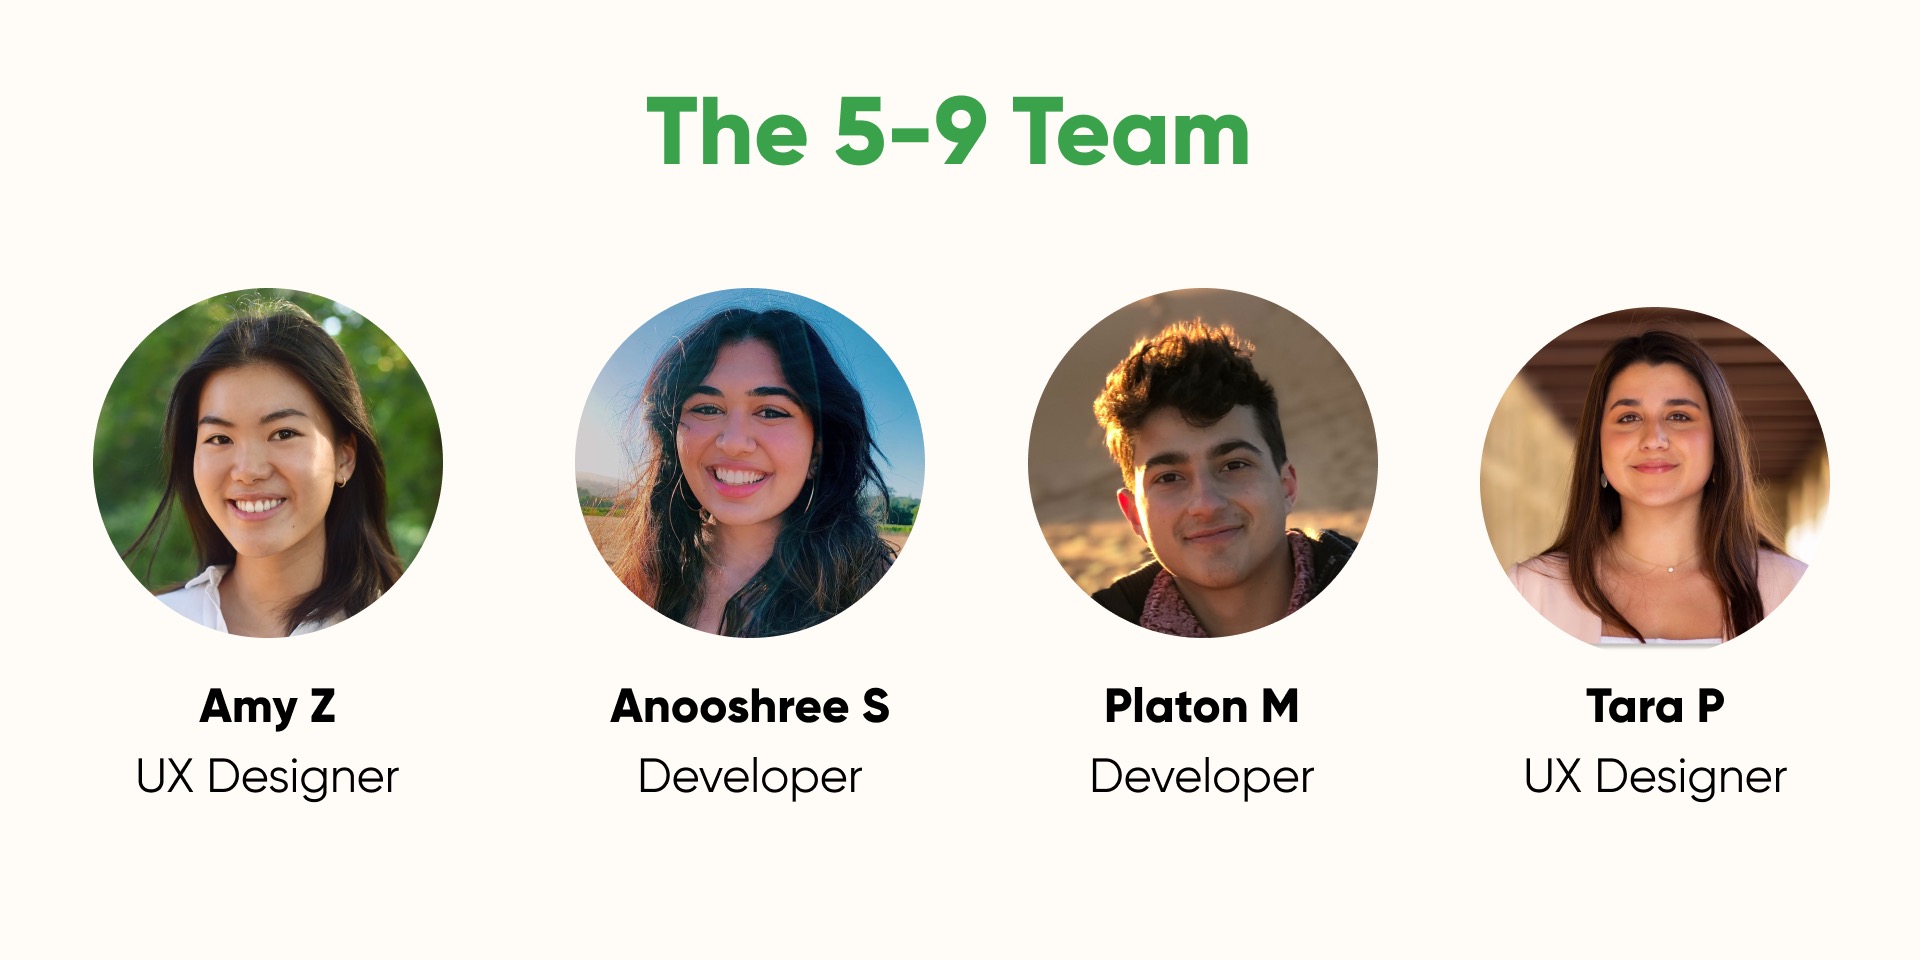 The 5-9 Team
Amy Z
UX Designer
Anooshree S
Developer
Platon M
Developer
Tara P
UX Designer